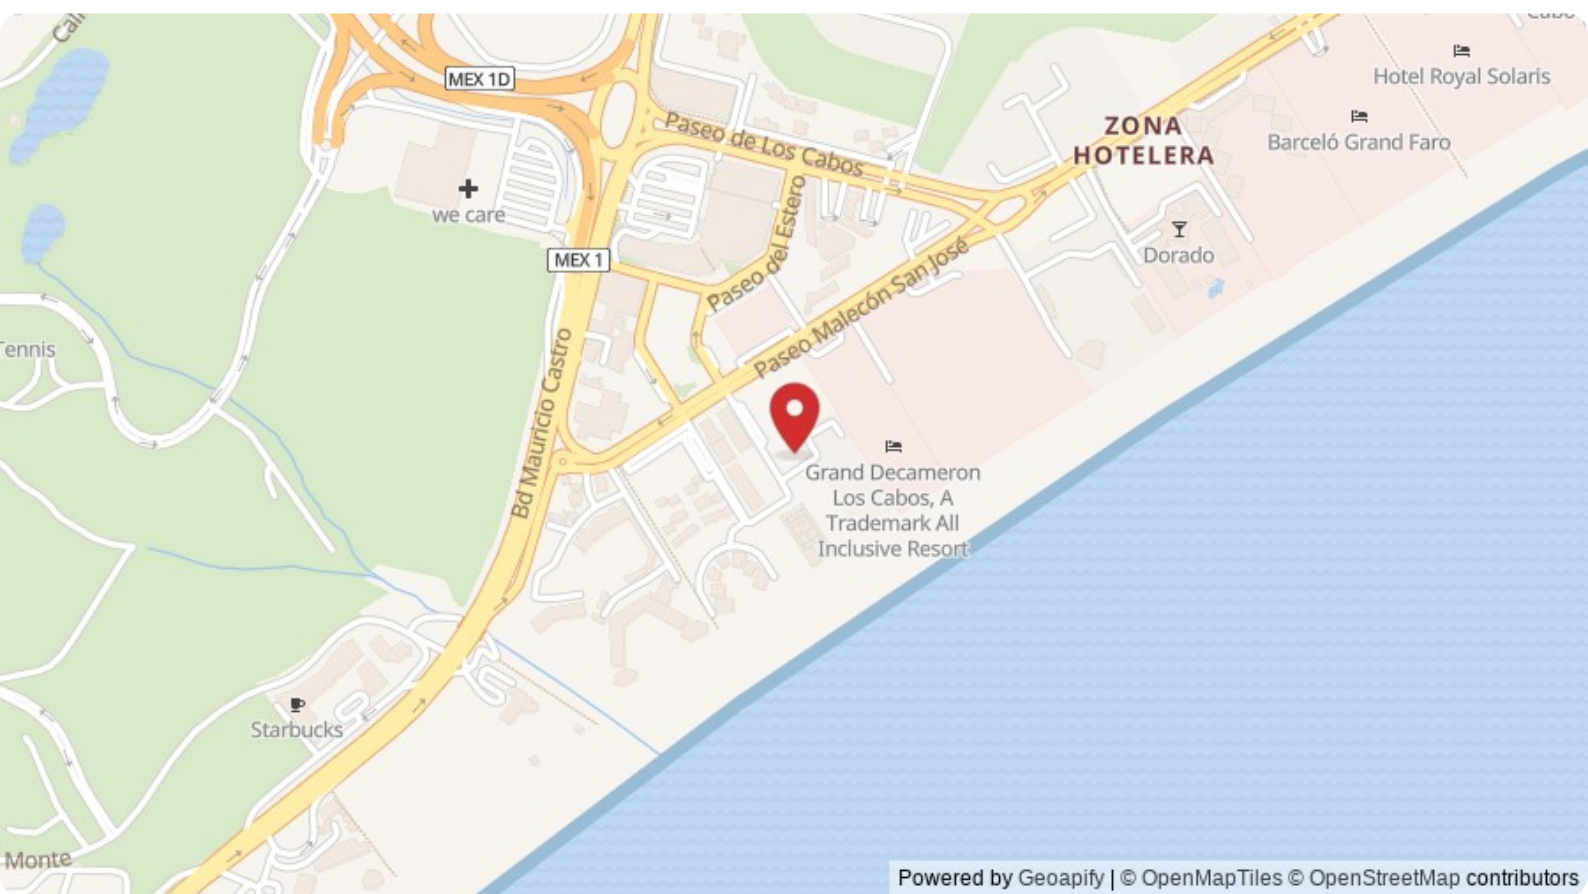 MEX 1D
Hotel Royal Solaris
ZONA
HOTELERA
Paseo de Los Cabos
Barceló Grand Faro
we care
Paseo del Estero
Dorado
MEX 1
Paseo Malecón San José
Tennis
Bd Mauricio Castro
Grand Decameron
Los Cabos, A
Trademark All
Inclusive Resort
Starbucks
Monte
Powered by Geoapify | © OpenMapTiles © OpenStreetMap contributors